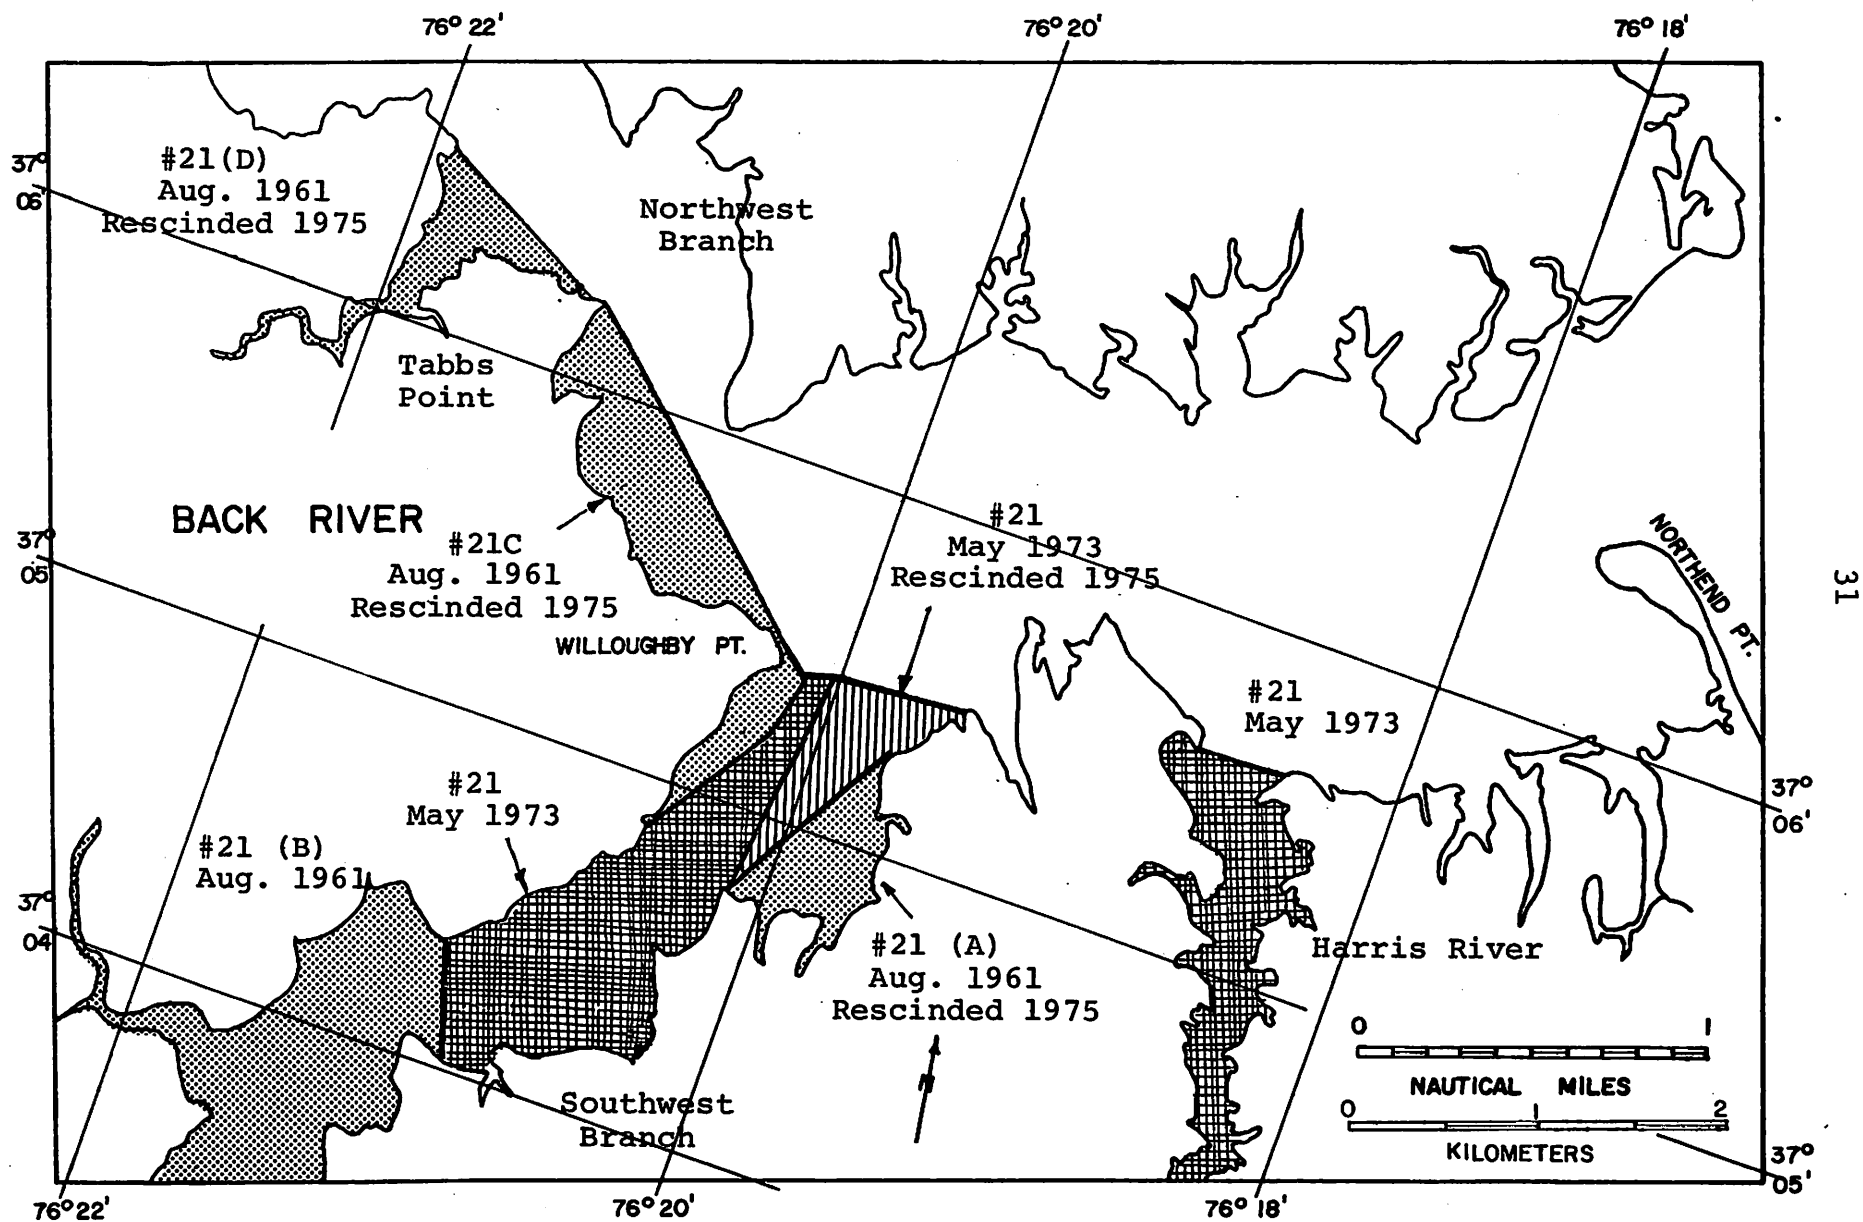 76° 22'
76° 20'
76° 18'
37°
06'
#21(D)
Aug. 1961
Rescinded 1975
Northwest
Branch
Tabbs
Point
BACK RIVER
37°
05'
#21C
Aug. 1961
Rescinded 1975
#21
May 1973
Rescinded 1975
NORTHEND PT.
31
WILLOUGHBY PT.
#21
May 1973
#21
May 1973
37°
06'
#21 (B)
Aug. 1961
37°
04'
#21 (A)
Aug. 1961
Rescinded 1975
Harris River
N
0 1
NAUTICAL MILES
0 1 2
KILOMETERS
Southwest
Branch
37°
05'
76° 22'
76° 20'
76° 18'